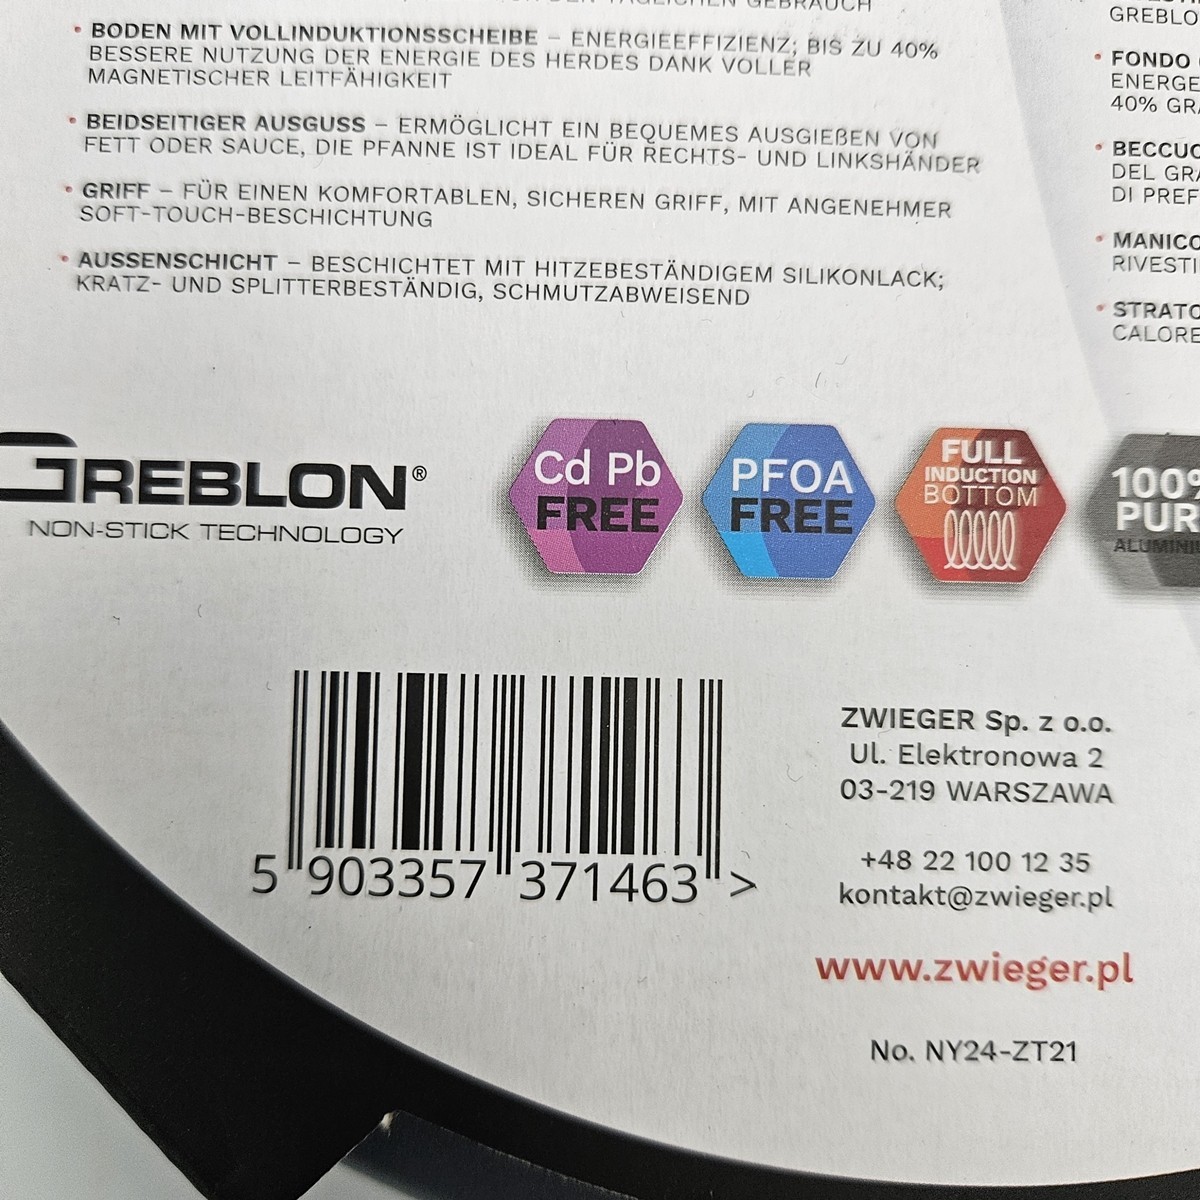 • BODEN MIT VOLLINDUKTIONSSCHEIBE – ENERGIEEFFIZIENZ; BIS ZU 40%
BESSERE NUTZUNG DER ENERGIE DES HERDES DANK VOLLER
MAGNETISCHER LEITFÄHIGKEIT
• BEIDSEITIGER AUSGUSS – ERMÖGLICHT EIN BEQUEMES AUSGIEßEN VON
FETT ODER SAUCE, DIE PFANNE IST IDEAL FÜR RECHTS- UND LINKSHÄNDER
• GRIFF – FÜR EINEN KOMFORTABLEN, SICHEREN GRIFF, MIT ANGENEHMER
SOFT-TOUCH-BESCHICHTUNG
• AUSSENSCHICHT – BESCHICHTET MIT HITZEBESTÄNDIGEM SILIKONLACK;
KRATZ- UND SPLITTERBESTÄNDIG, SCHMUTZABWEISEND
GREBLO
• FONDO
ENERGE
40% GRA
• BECCUC
DEL GRA
DI PREF
• MANICO
RIVESTI
• STRATO
CALORE
GREBLON®
NON-STICK TECHNOLOGY
Cd Pb
FREE
PFOA
FREE
FULL
INDUCTION
BOTTOM
100%
PUR
ALUMINI
5 903357 371463 >
ZWIEGER Sp. z o.o.
Ul. Elektronowa 2
03-219 WARSZAWA
+48 22 100 12 35
kontakt@zwieger.pl
www.zwieger.pl
No. NY24-ZT21